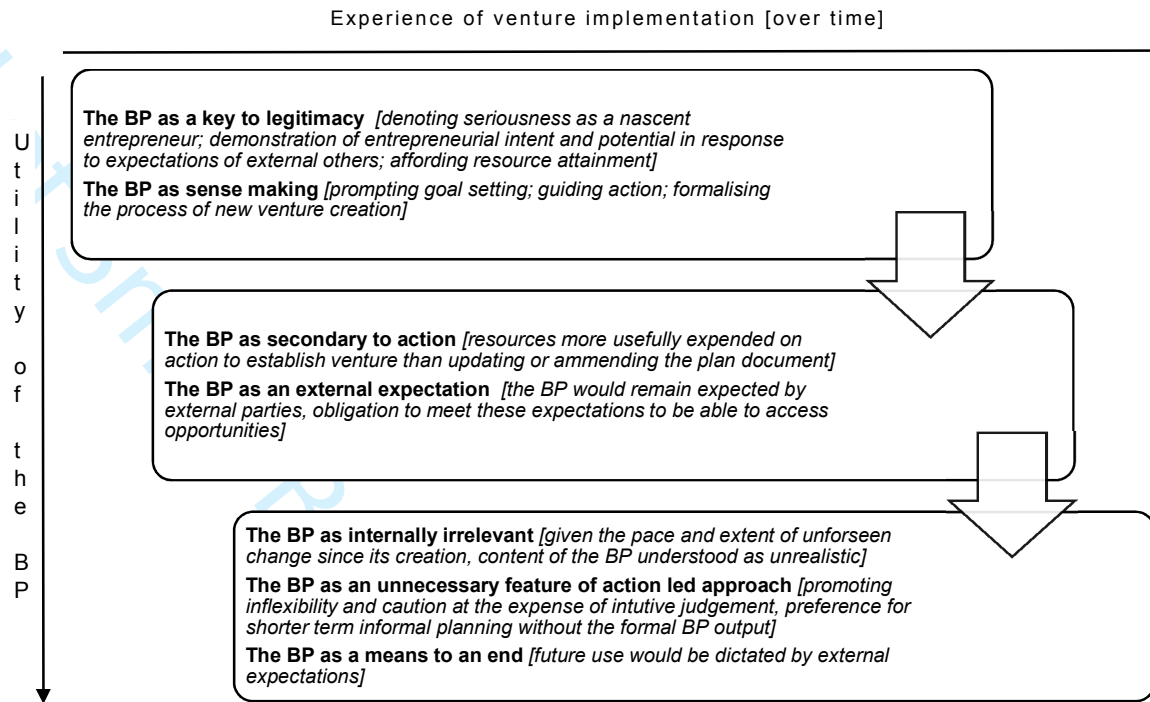 Experience of venture implementation [over time]
Utility of the BP
The BP as a key to legitimacy [denoting seriousness as a nascent
entrepreneur; demonstration of entrepreneurial intent and potential in response
to expectations of external others; affording resource attainment]
The BP as sense making [prompting goal setting; guiding action; formalising
the process of new venture creation]
The BP as secondary to action [resources more usefully expended on
action to establish venture than updating or ammending the plan document]
The BP as an external expectation [the BP would remain expected by
external parties, obligation to meet these expectations to be able to access
opportunities]
The BP as internally irrelevant [given the pace and extent of unforseen
change since its creation, content of the BP understood as unrealistic]
The BP as an unnecessary feature of action led approach [promoting
inflexibility and caution at the expense of intutive judgement, preference for
shorter term informal planning without the formal BP output]
The BP as a means to an end [future use would be dictated by external
expectations]